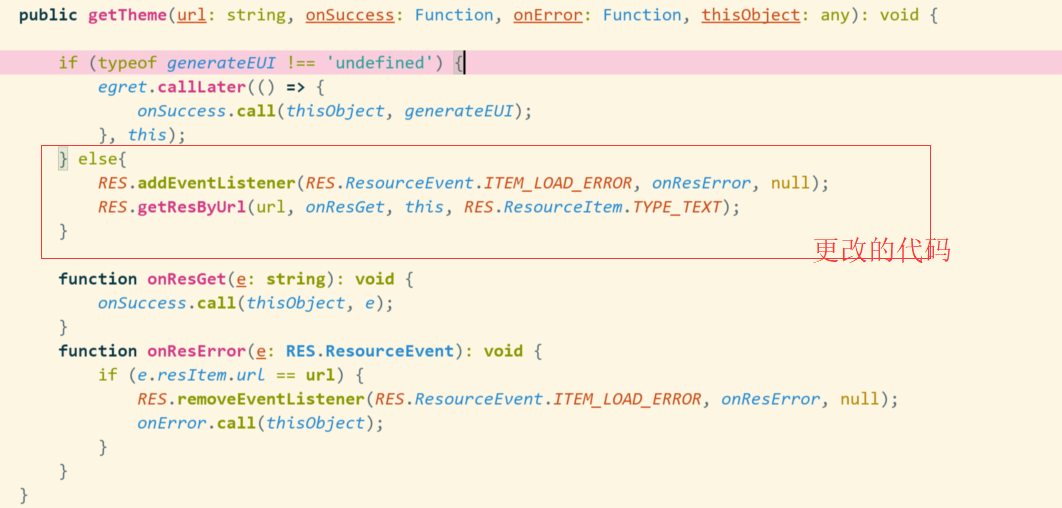 public getTheme(url: string, onSuccess: Function, onError: Function, thisObject: any): void {
if (typeof generateEUI !== 'undefined') {
egret.callLater(() => {
onSuccess.call(thisObject, generateEUI);
}, this);
} else{
RES.addEventListener(RES.ResourceEvent.ITEM_LOAD_ERROR, onResError, null);
RES.getResByUrl(url, onResGet, this, RES.ResourceItem.TYPE_TEXT);
}
更改的代码
function onResGet(e: string): void {
onSuccess.call(thisObject, e);
}
function onResError(e: RES.ResourceEvent): void {
if (e.resItem.url == url) {
RES.removeEventListener(RES.ResourceEvent.ITEM_LOAD_ERROR, onResError, null);
onError.call(thisObject);
}
}
}